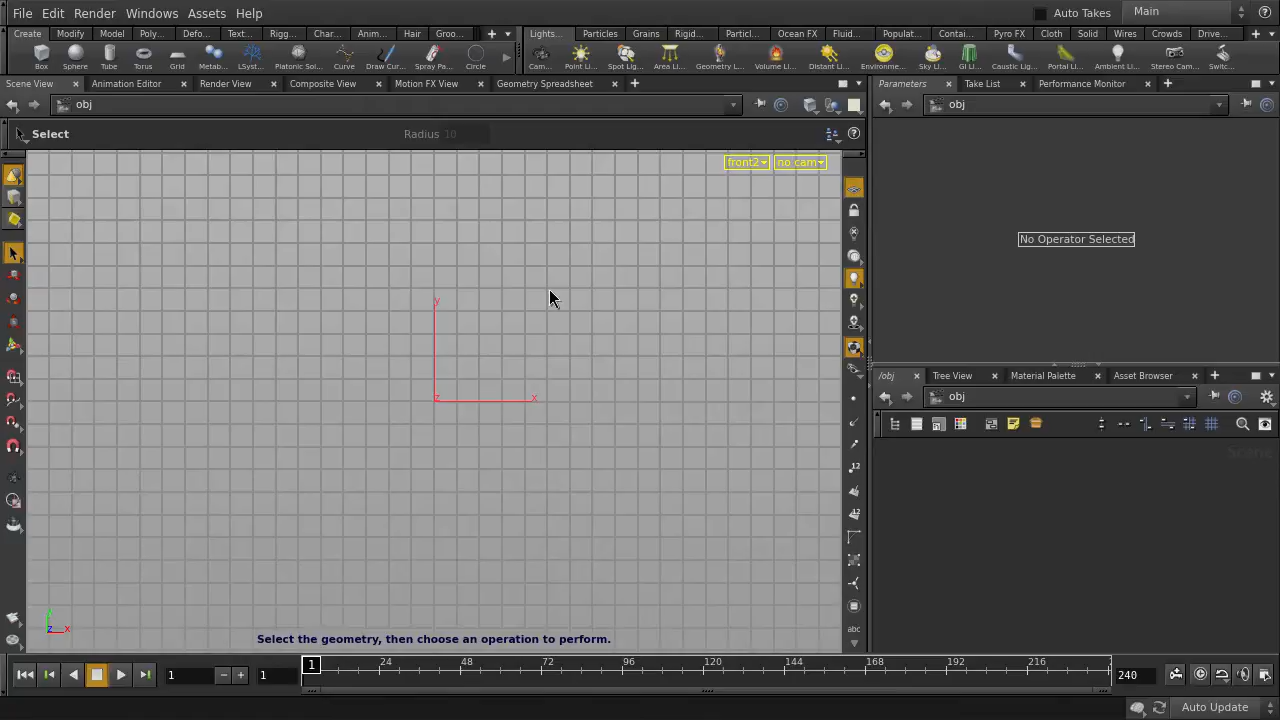 File Edit Render Windows Assets Help Auto Takes Main
Create Modify Model Poly... Defo... Text... Rigg... Char... Anim... Hair Groo... Lights... Particles Grains Rigid... Particl... Ocean FX Fluid... Populat... Contai... Pyro FX Cloth Solid Wires Crowds Drive...
Box Sphere Tube Torus Grid Metab... LSyst... Platonic Sol... Curve Draw Cur... Spray Pa... Circle Cam... Point Li... Spot Lig... Area Li... Geometry L... Volume Li... Distant Li... Environme... Sky Li... GI Li... Caustic Lig... Portal Li... Ambient Li... Stereo Cam... Switc...
Scene View Animation Editor Render View Composite View Motion FX View Geometry Spreadsheet Parameters Take List Performance Monitor
obj obj
Select Radius 10
front2 no cam
No Operator Selected
y
z x
/obj Tree View Material Palette Asset Browser
obj
Scene
12
12
y
z x
abc
Select the geometry, then choose an operation to perform.
1 1 1 24 48 72 96 120 144 168 192 216 240
Auto Update